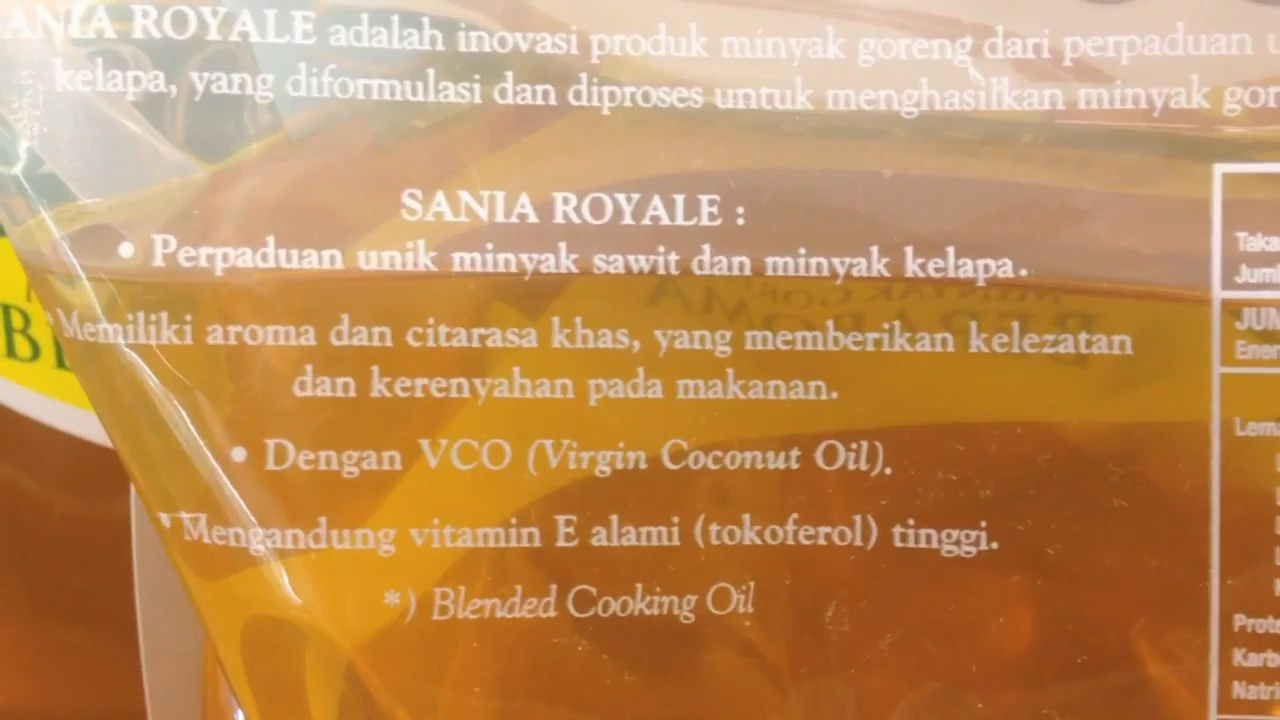 SANIA ROYALE adalah inovasi produk minyak goreng dari perpaduan
kelapa, yang diformulasi dan diproses untuk menghasilkan minyak
SANIA ROYALE :
• Perpaduan unik minyak sawit dan minyak kelapa.
• Memiliki aroma dan citarasa khas, yang memberikan kelezatan
dan kerenyahan pada makanan.
• Dengan VCO (Virgin Coconut Oil).
• Mengandung vitamin E alami (tokoferol) tinggi.
*) Blended Cooking Oil